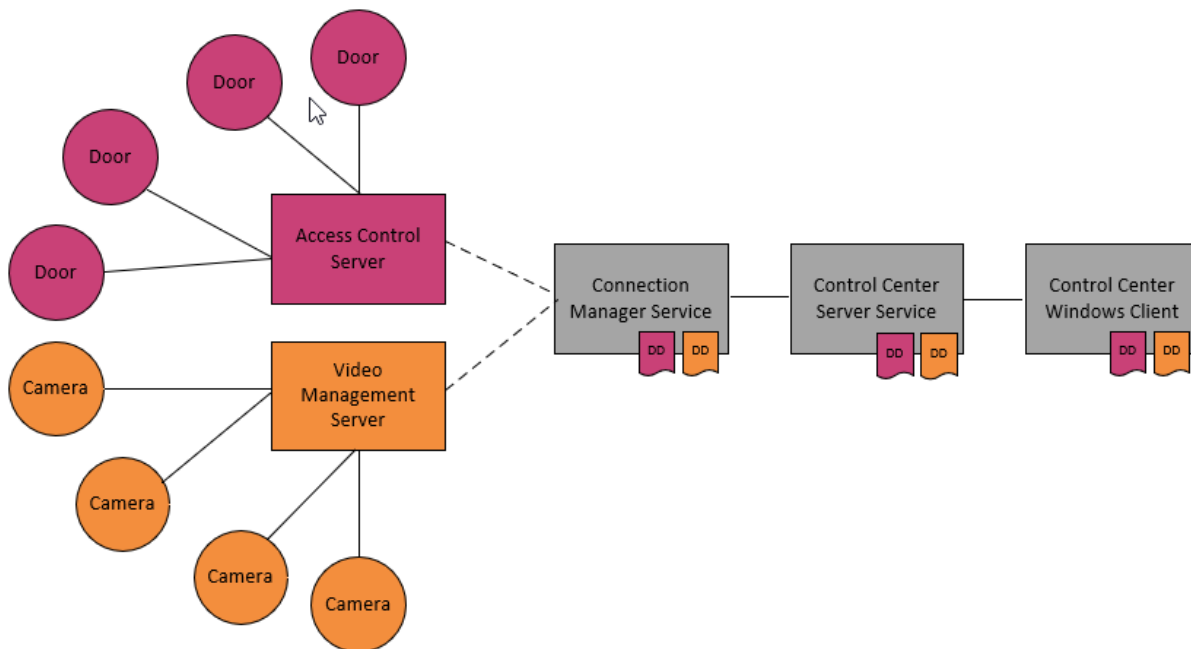 Door
Door
Door
Door
Access Control
Server
Connection
Manager Service
DD
DD
Control Center
Server Service
DD
DD
Control Center
Windows Client
DD
DD
Video
Management
Server
Camera
Camera
Camera
Camera